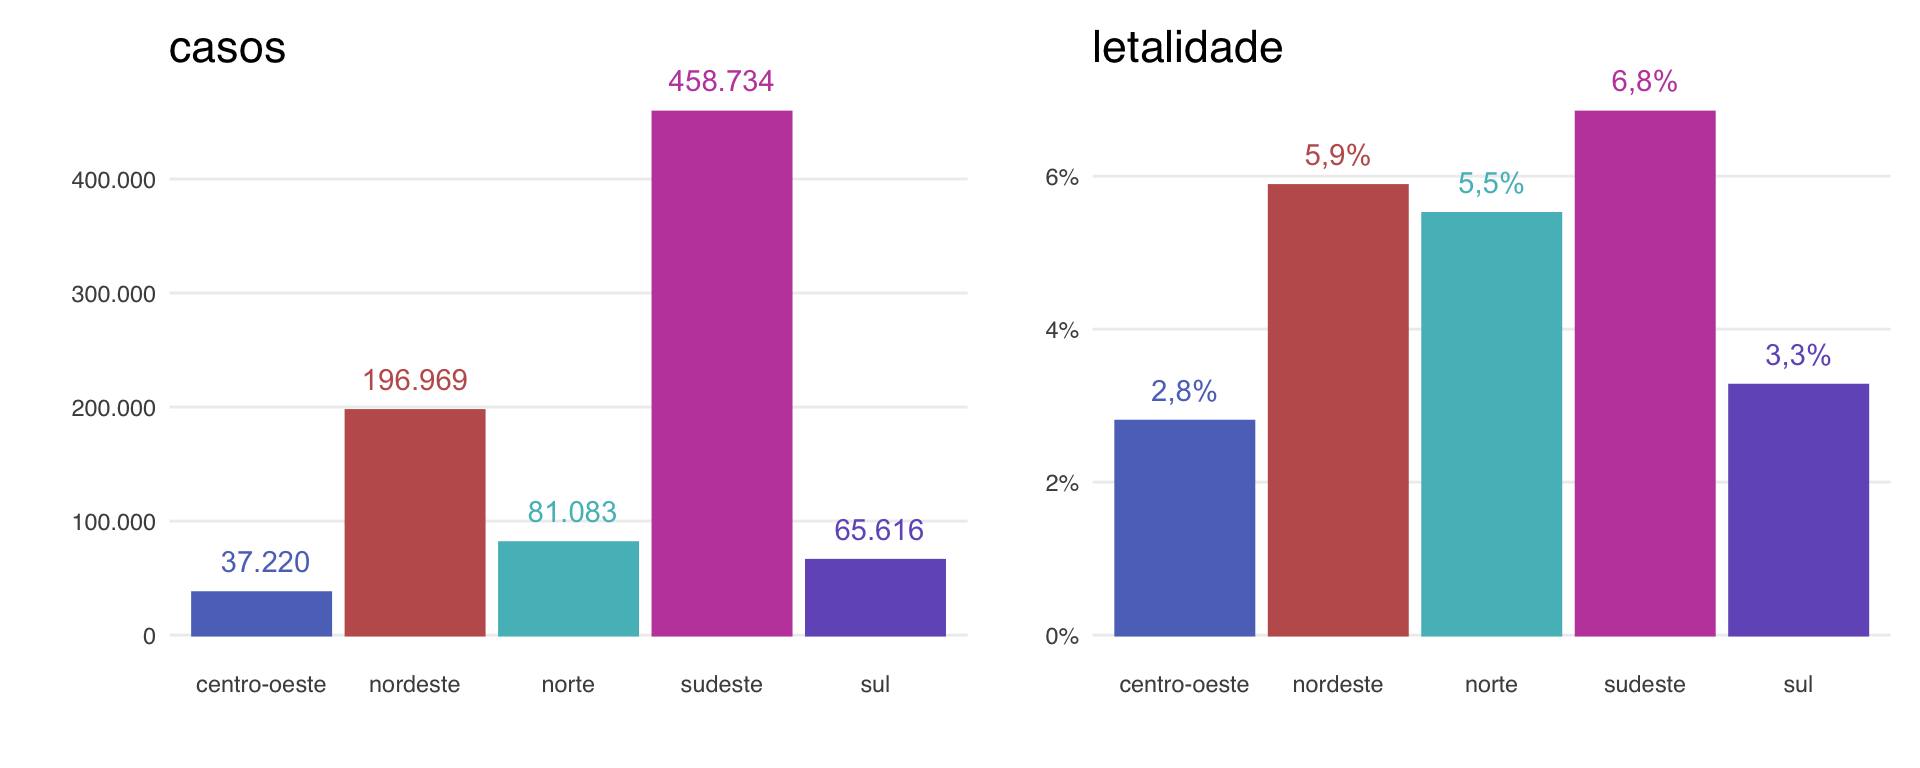 casos
458.734
400.000
300.000
196.969
200.000
81.083
100.000
65.616
37.220
0
centro-oeste
nordeste
norte
sudeste
sul
letalidade
6,8%
5,9%
6%
5,5%
4%
3,3%
2,8%
2%
0%
centro-oeste
nordeste
norte
sudeste
sul